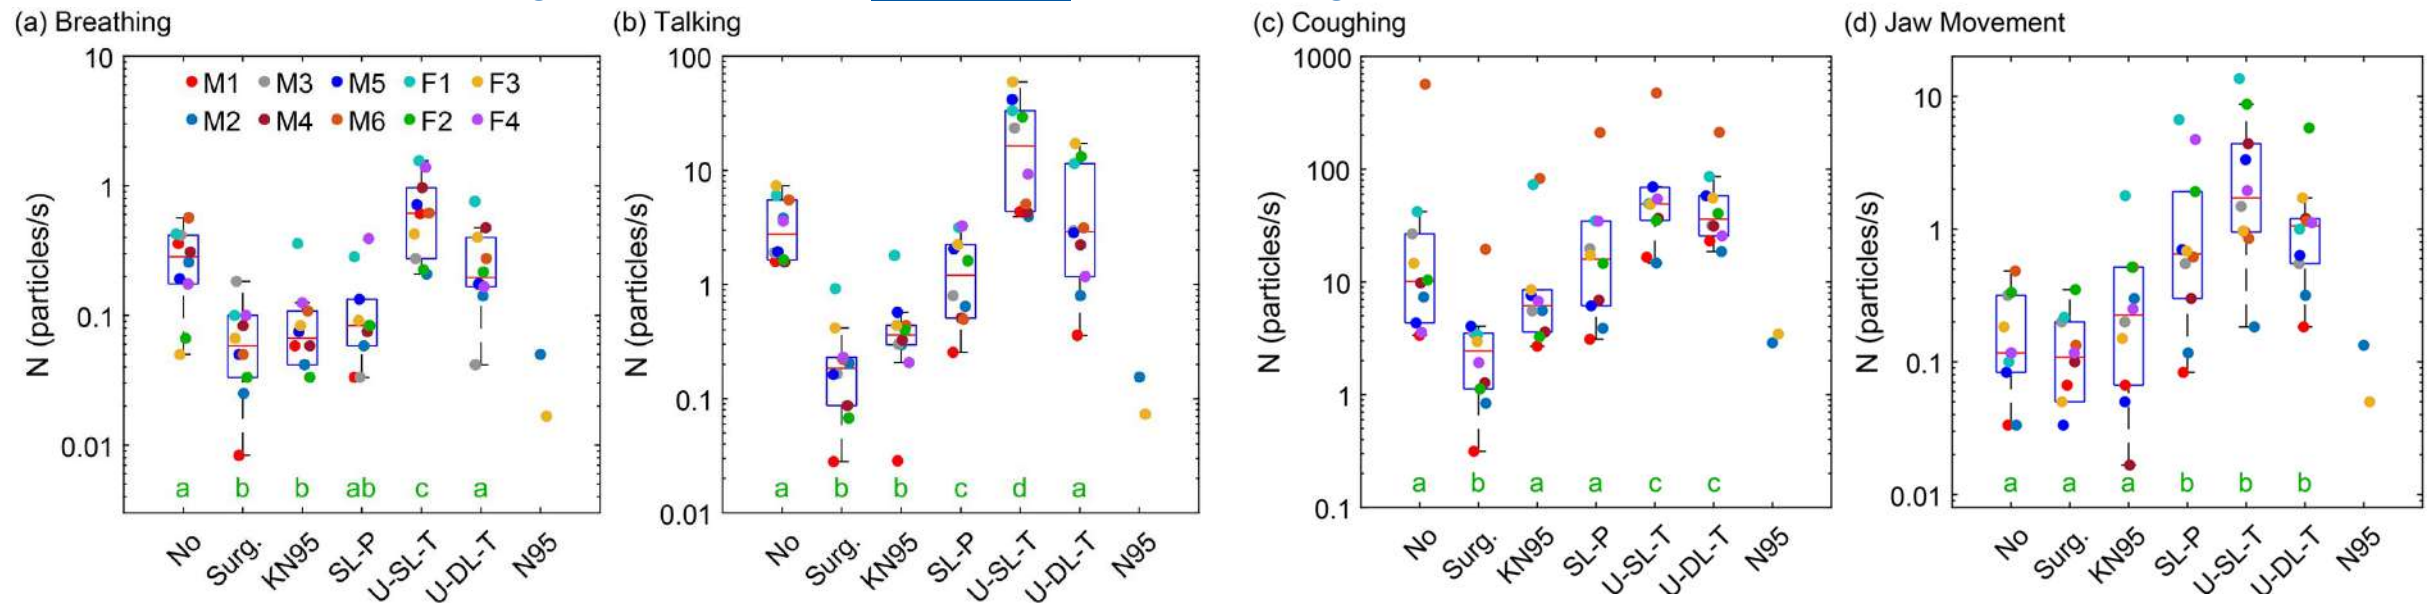 (a) Breathing
N (particles/s)
10
1
0.1
0.01
M1 M3 M5 F1 F3
M2 M4 M6 F2 F4
a b b ab c a
No Surg. KN95 SL-P U-SL-T U-DL-T N95
(b) Talking
N (particles/s)
100
10
1
0.1
0.01
a b b c d a
No Surg. KN95 SL-P U-SL-T U-DL-T N95
(c) Coughing
N (particles/s)
1000
100
10
1
0.1
a b a a c c
No Surg. KN95 SL-P U-SL-T U-DL-T N95
(d) Jaw Movement
N (particles/s)
10
1
0.1
0.01
a a a b b b
No Surg. KN95 SL-P U-SL-T U-DL-T N95